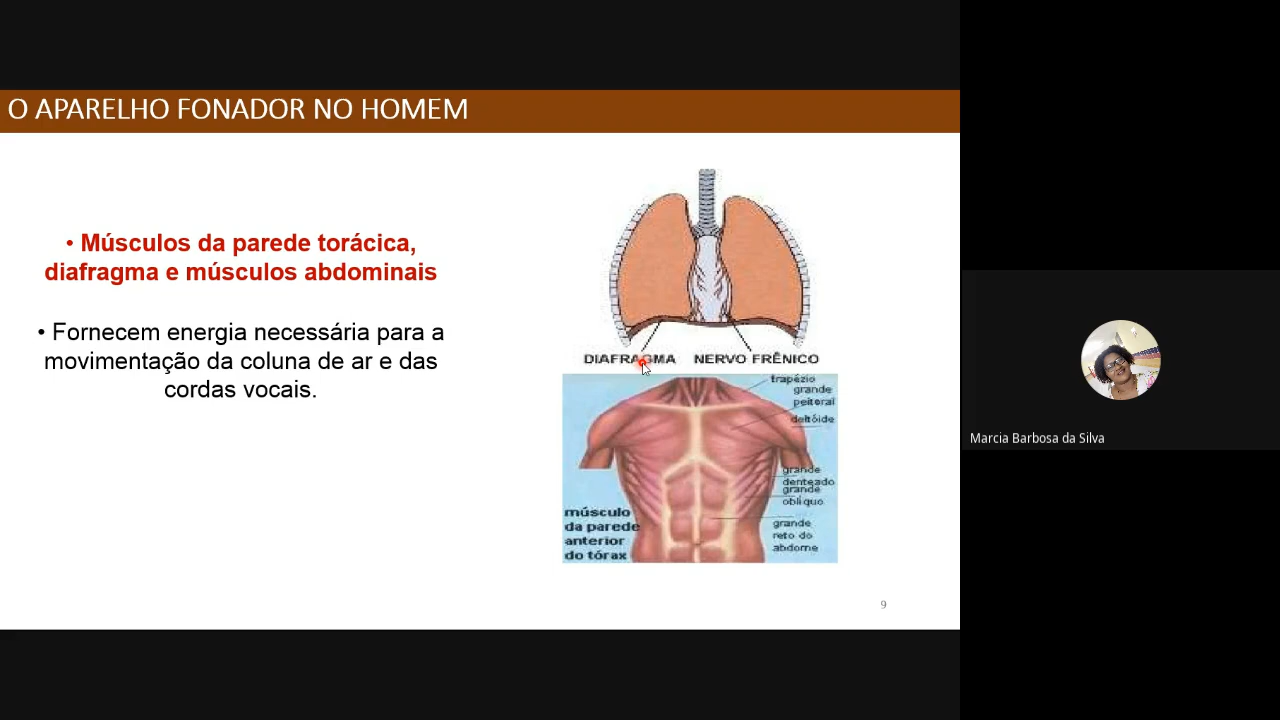 O APARELHO FONADOR NO HOMEM
• Músculos da parede torácica,
diafragma e músculos abdominais
• Fornecem energia necessária para a
movimentação da coluna de ar e das
cordas vocais.
DIAFRAGMA NERVO FRÊNICO
trapézio
grande
peitoral
deltóide
grande
denteado
grande
oblíquo
grande
reto do
abdome
músculo
da parede
anterior
do tórax
9
Marcia Barbosa da Silva